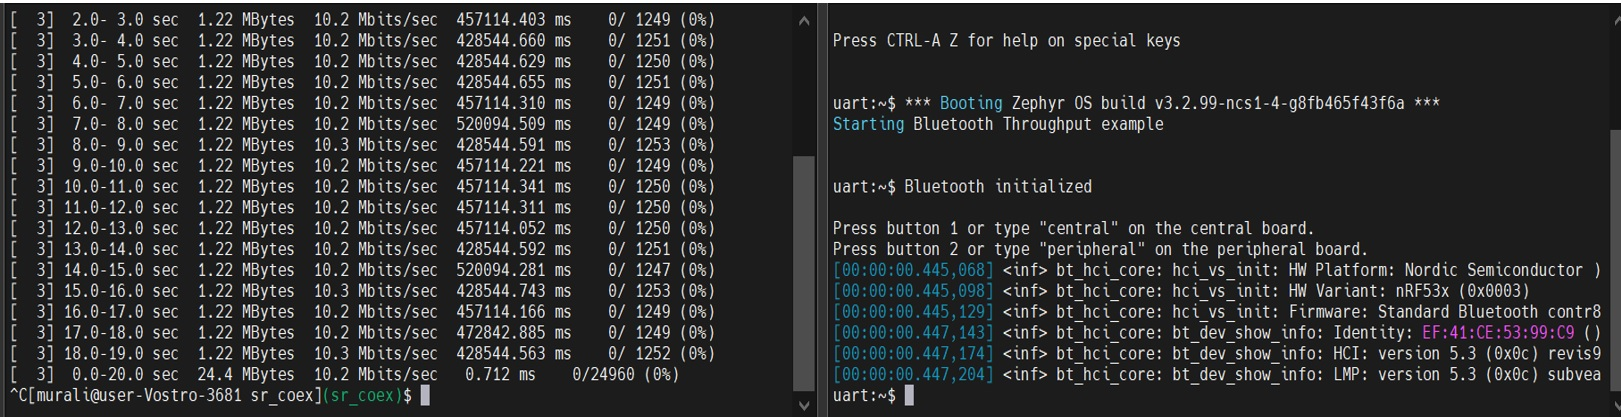 [  3]  2.0- 3.0 sec  1.22 MBytes  10.2 Mbits/sec  457114.403 ms    0/ 1249 (0%)
[  3]  3.0- 4.0 sec  1.22 MBytes  10.2 Mbits/sec  428544.660 ms    0/ 1251 (0%)
[  3]  4.0- 5.0 sec  1.22 MBytes  10.2 Mbits/sec  428544.629 ms    0/ 1250 (0%)
[  3]  5.0- 6.0 sec  1.22 MBytes  10.2 Mbits/sec  428544.655 ms    0/ 1251 (0%)
[  3]  6.0- 7.0 sec  1.22 MBytes  10.2 Mbits/sec  457114.310 ms    0/ 1249 (0%)
[  3]  7.0- 8.0 sec  1.22 MBytes  10.2 Mbits/sec  520094.509 ms    0/ 1249 (0%)
[  3]  8.0- 9.0 sec  1.22 MBytes  10.3 Mbits/sec  428544.591 ms    0/ 1253 (0%)
[  3]  9.0-10.0 sec  1.22 MBytes  10.2 Mbits/sec  457114.221 ms    0/ 1249 (0%)
[  3] 10.0-11.0 sec  1.22 MBytes  10.2 Mbits/sec  457114.341 ms    0/ 1250 (0%)
[  3] 11.0-12.0 sec  1.22 MBytes  10.2 Mbits/sec  457114.311 ms    0/ 1250 (0%)
[  3] 12.0-13.0 sec  1.22 MBytes  10.2 Mbits/sec  457114.052 ms    0/ 1250 (0%)
[  3] 13.0-14.0 sec  1.22 MBytes  10.2 Mbits/sec  428544.592 ms    0/ 1251 (0%)
[  3] 14.0-15.0 sec  1.22 MBytes  10.2 Mbits/sec  520094.281 ms    0/ 1247 (0%)
[  3] 15.0-16.0 sec  1.22 MBytes  10.3 Mbits/sec  428544.743 ms    0/ 1253 (0%)
[  3] 16.0-17.0 sec  1.22 MBytes  10.2 Mbits/sec  457114.166 ms    0/ 1249 (0%)
[  3] 17.0-18.0 sec  1.22 MBytes  10.2 Mbits/sec  472842.885 ms    0/ 1249 (0%)
[  3] 18.0-19.0 sec  1.22 MBytes  10.3 Mbits/sec  428544.563 ms    0/ 1252 (0%)
[  3]  0.0-20.0 sec  24.4 MBytes  10.2 Mbits/sec   0.712 ms    0/24960 (0%)
^C[murali@user-Vostro-3681 sr_coex](sr_coex)$
Press CTRL-A Z for help on special keys
uart:~$ *** Booting Zephyr OS build v3.2.99-ncs1-4-g8fb465f43f6a ***
Starting Bluetooth Throughput example
uart:~$ Bluetooth initialized
Press button 1 or type "central" on the central board.
Press button 2 or type "peripheral" on the peripheral board.
[00:00:00.445,068] <inf> bt_hci_core: hci_vs_init: HW Platform: Nordic Semiconductor )
[00:00:00.445,098] <inf> bt_hci_core: hci_vs_init: HW Variant: nRF53x (0x0003)
[00:00:00.445,129] <inf> bt_hci_core: hci_vs_init: Firmware: Standard Bluetooth contr8
[00:00:00.447,143] <inf> bt_hci_core: bt_dev_show_info: Identity: EF:41:CE:53:99:C9 ()
[00:00:00.447,174] <inf> bt_hci_core: bt_dev_show_info: HCI: version 5.3 (0x0c) revis9
[00:00:00.447,204] <inf> bt_hci_core: bt_dev_show_info: LMP: version 5.3 (0x0c) subvea
uart:~$